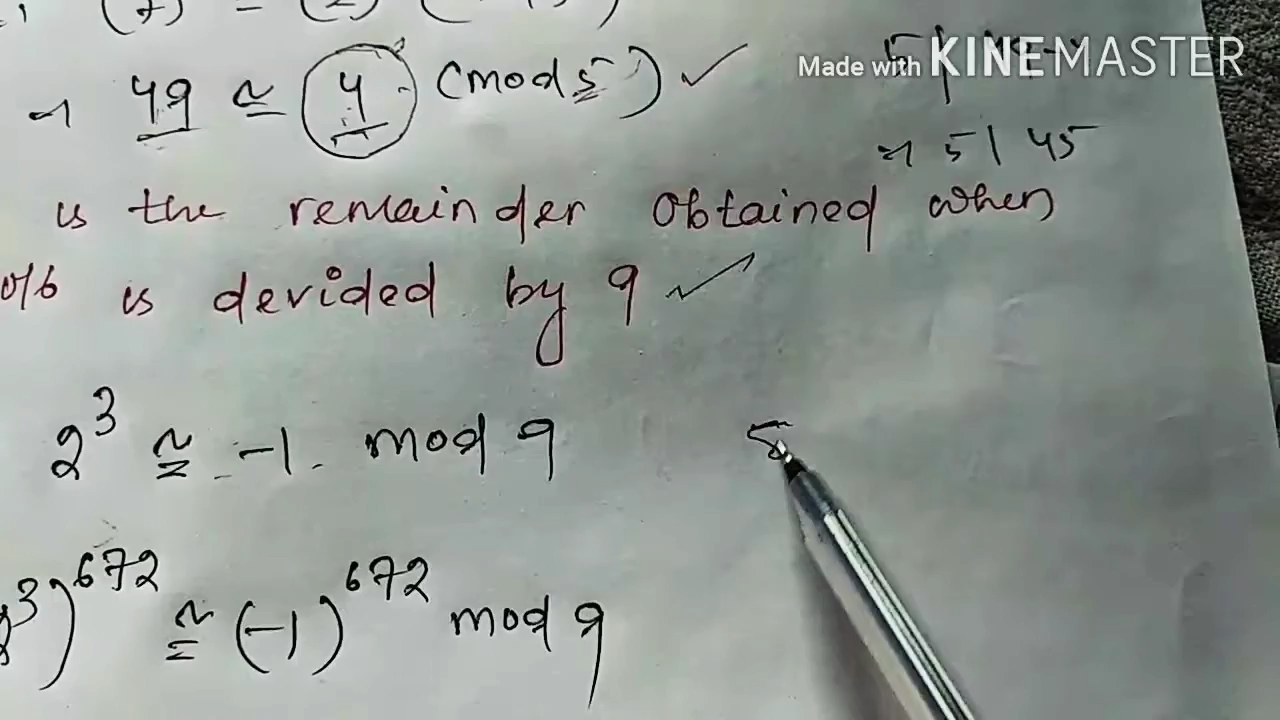 Made with KINEMASTER
49 ≅ 4 (mod 5) ✓
5 | 45
is the remainder obtained when
is devided by 9 ✓
2³ ≅ -1 mod 9
³)⁶⁷² ≅ (-1)⁶⁷² mod 9